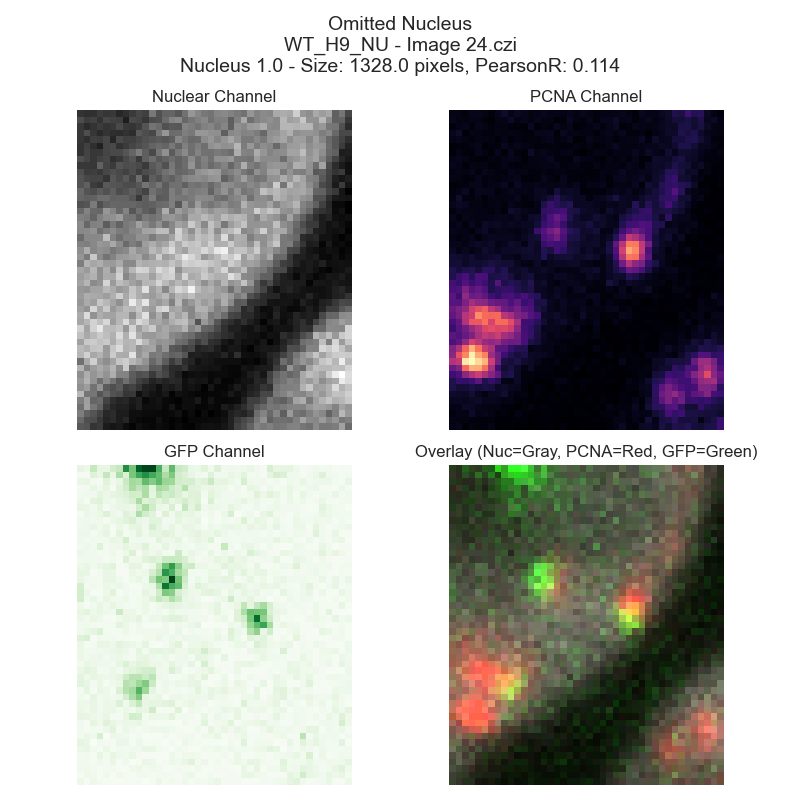 Omitted Nucleus
WT_H9_NU - Image 24.czi
Nucleus 1.0 - Size: 1328.0 pixels, PearsonR: 0.114
Nuclear Channel
PCNA Channel
GFP Channel
Overlay (Nuc=Gray, PCNA=Red, GFP=Green)